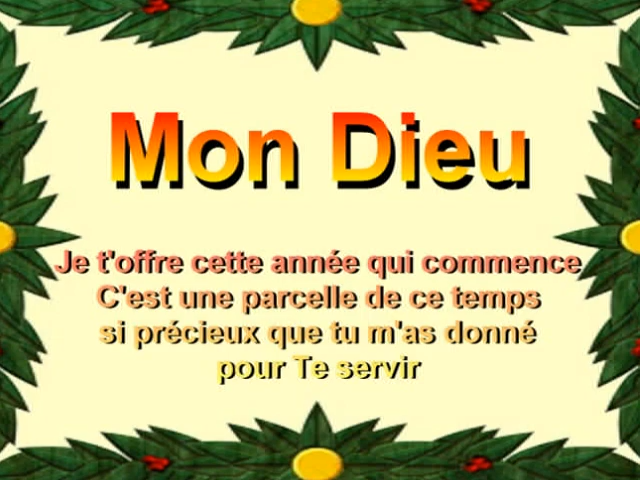 Mon Dieu
Je t'offre cette année qui commence
C'est une parcelle de ce temps
si précieux que tu m'as donné
pour Te servir